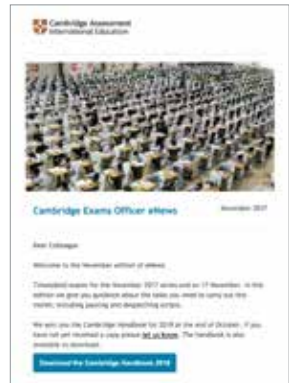 Cambridge Assessment
International Education
Cambridge Exams Officer eNews
November 2017
Dear Colleague
Welcome to the November edition of eNews.
Timetabled exams for the November 2017 series end on 17 November. In this
edition we give you guidance about the tasks you need to carry out this
month, including packing and despatching scripts.
We sent you the Cambridge Handbook for 2018 at the end of October. If you
have not yet received a copy please let us know. The handbook is also
available to download.
Download the Cambridge Handbook 2018